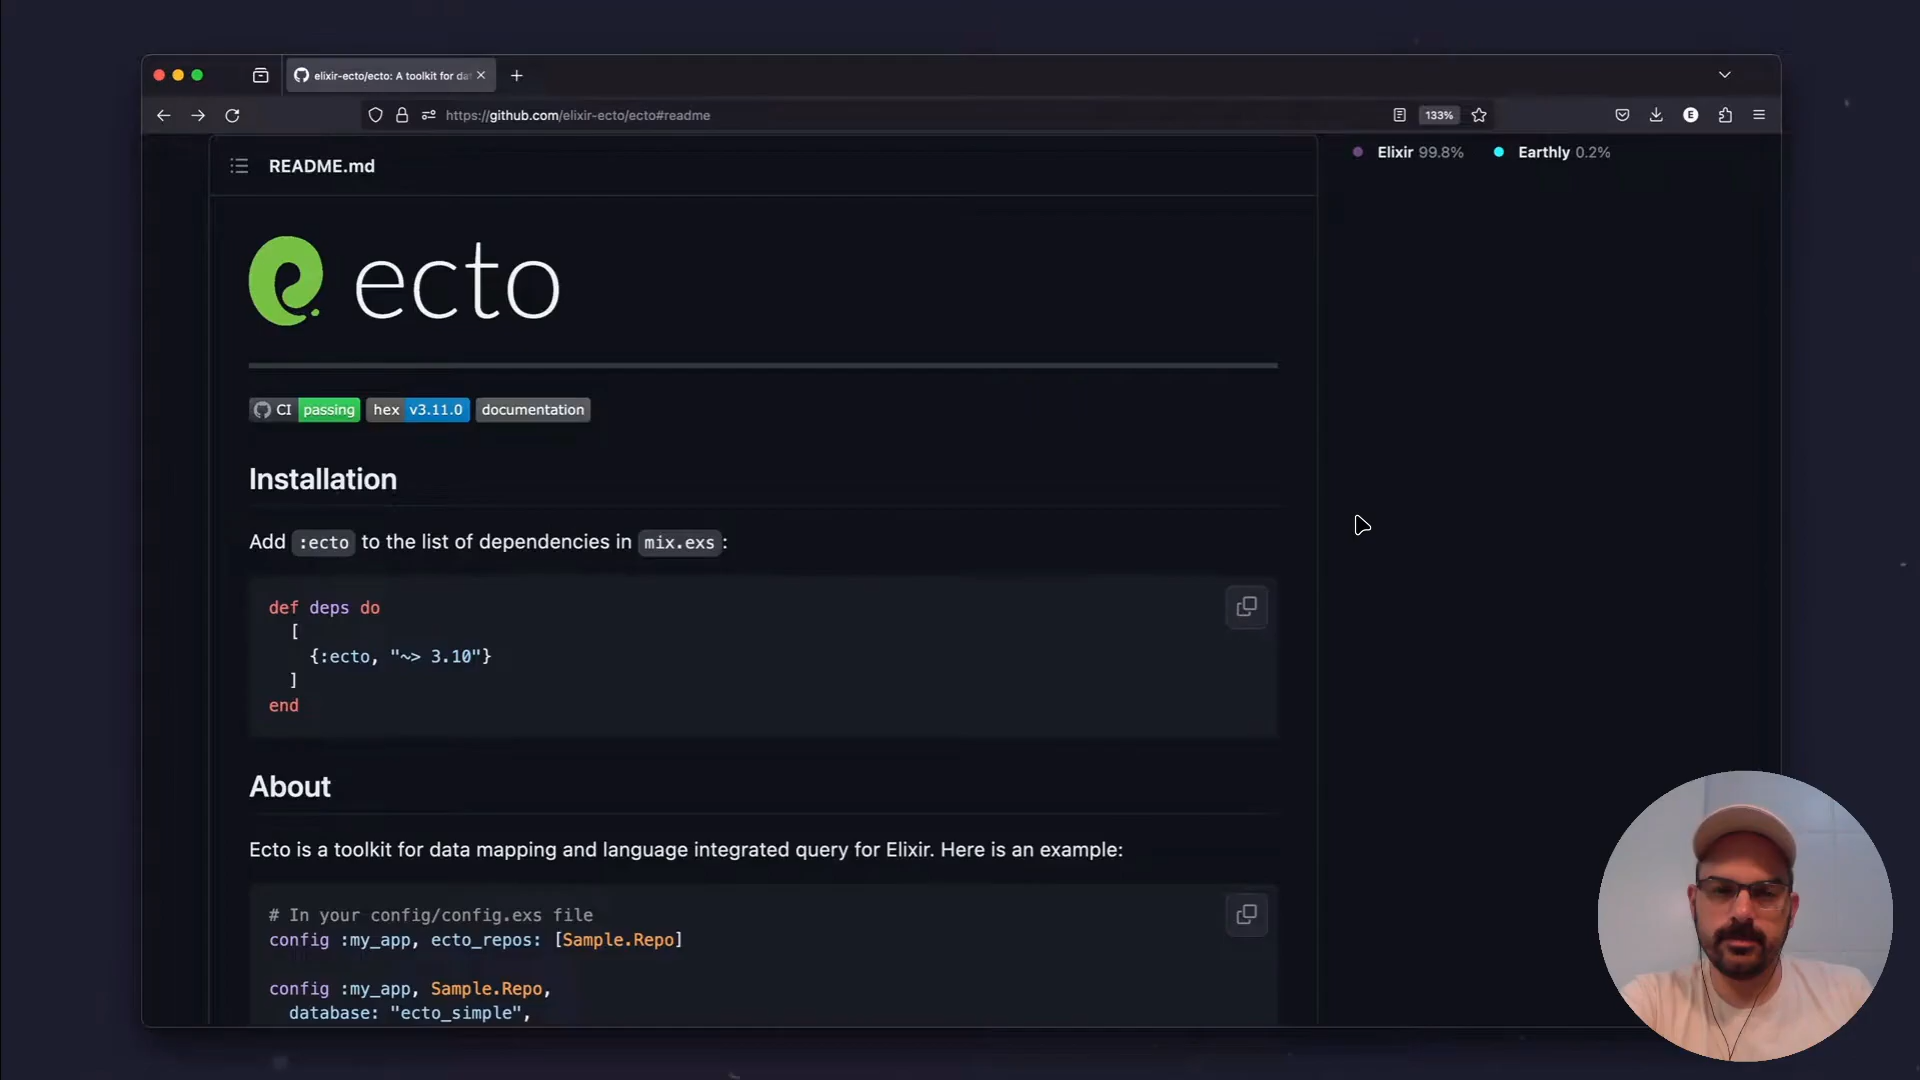 elixir-ecto/ecto: A toolkit for da
https://github.com/elixir-ecto/ecto#readme
133%
E
README.md
Elixir 99.8% Earthly 0.2%
ecto
CI passing hex v3.11.0 documentation
Installation
Add :ecto to the list of dependencies in mix.exs:
def deps do
[
{:ecto, "~> 3.10"}
]
end
About
Ecto is a toolkit for data mapping and language integrated query for Elixir. Here is an example:
# In your config/config.exs file
config :my_app, ecto_repos: [Sample.Repo]
config :my_app, Sample.Repo,
database: "ecto_simple",